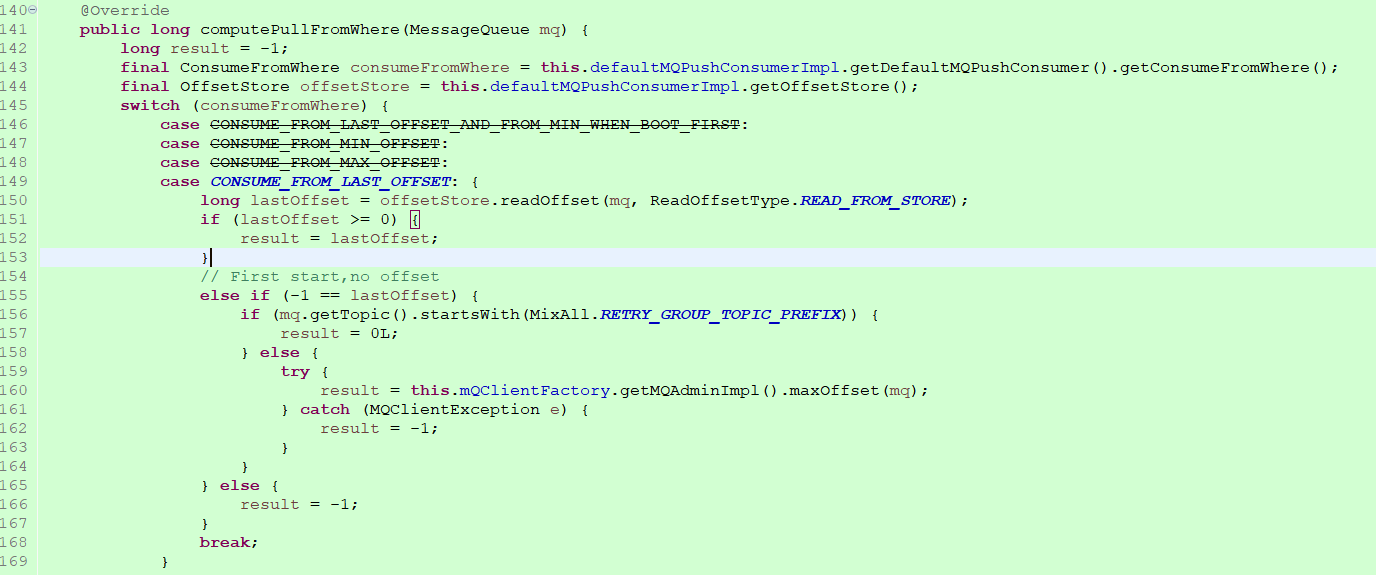 140 @Override
141 public long computePullFromWhere(MessageQueue mq) {
142 long result = -1;
143 final ConsumeFromWhere consumeFromWhere = this.defaultMQPushConsumerImpl.getDefaultMQPushConsumer().getConsumeFromWhere();
144 final OffsetStore offsetStore = this.defaultMQPushConsumerImpl.getOffsetStore();
145 switch (consumeFromWhere) {
146 case CONSUME_FROM_LAST_OFFSET_AND_FROM_MIN_WHEN_BOOT_FIRST:
147 case CONSUME_FROM_MIN_OFFSET:
148 case CONSUME_FROM_MAX_OFFSET:
149 case CONSUME_FROM_LAST_OFFSET: {
150 long lastOffset = offsetStore.readOffset(mq, ReadOffsetType.READ_FROM_STORE);
151 if (lastOffset >= 0) {
152 result = lastOffset;
153 }
154 // First start,no offset
155 else if (-1 == lastOffset) {
156 if (mq.getTopic().startsWith(MixAll.RETRY_GROUP_TOPIC_PREFIX)) {
157 result = 0L;
158 } else {
159 try {
160 result = this.mQClientFactory.getMQAdminImpl().maxOffset(mq);
161 } catch (MQClientException e) {
162 result = -1;
163 }
164 }
165 } else {
166 result = -1;
167 }
168 break;
169 }